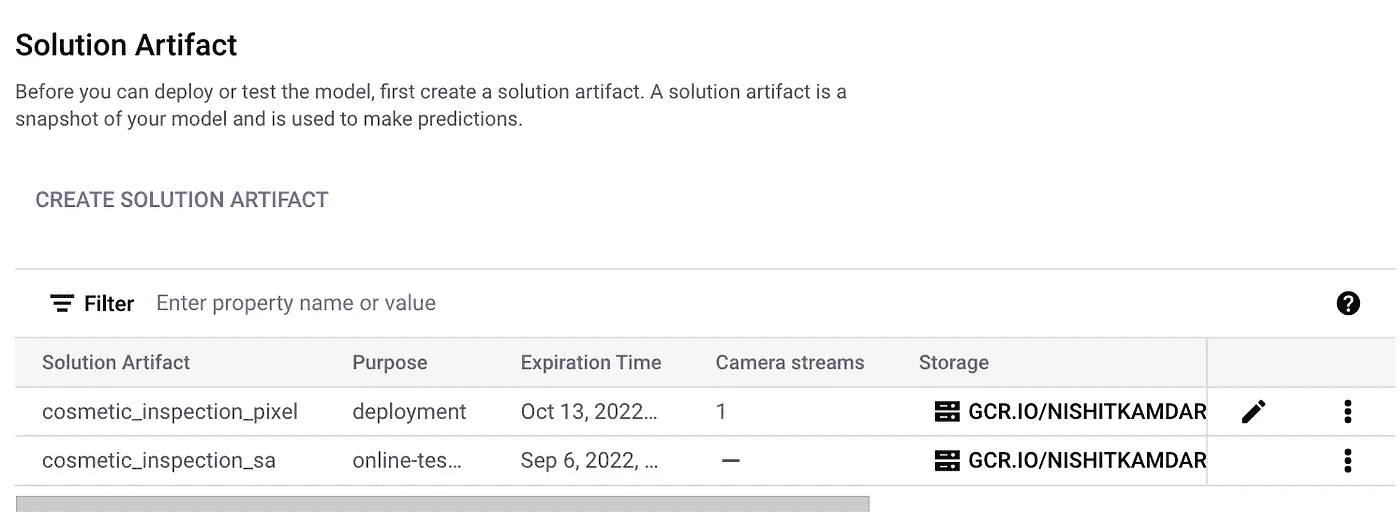 Solution Artifact
Before you can deploy or test the model, first create a solution artifact. A solution artifact is a
snapshot of your model and is used to make predictions.
CREATE SOLUTION ARTIFACT
Filter Enter property name or value
Solution Artifact Purpose Expiration Time Camera streams Storage
cosmetic_inspection_pixel deployment Oct 13, 2022... 1 GCR.IO/NISHITKAMDAR
cosmetic_inspection_sa online-tes... Sep 6, 2022, ... — GCR.IO/NISHITKAMDAR